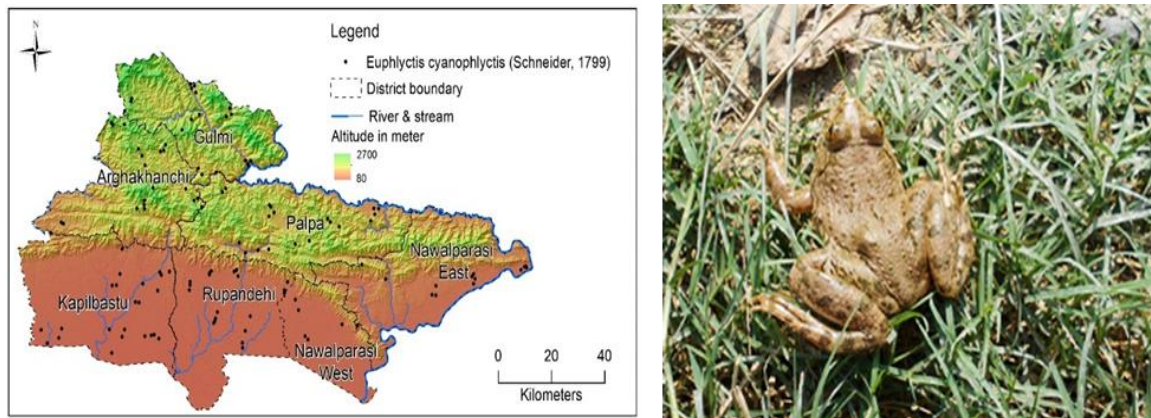 N
Legend
Euphlyctis cyanophlyctis (Schneider, 1799)
District boundary
River & stream
Altitude in meter
2700
80
Gulmi
Arghakhanchi
Palpa
Nawalparasi
East
Kapilbastu
Rupandehi
Nawalparasi
West
0 20 40
Kilometers